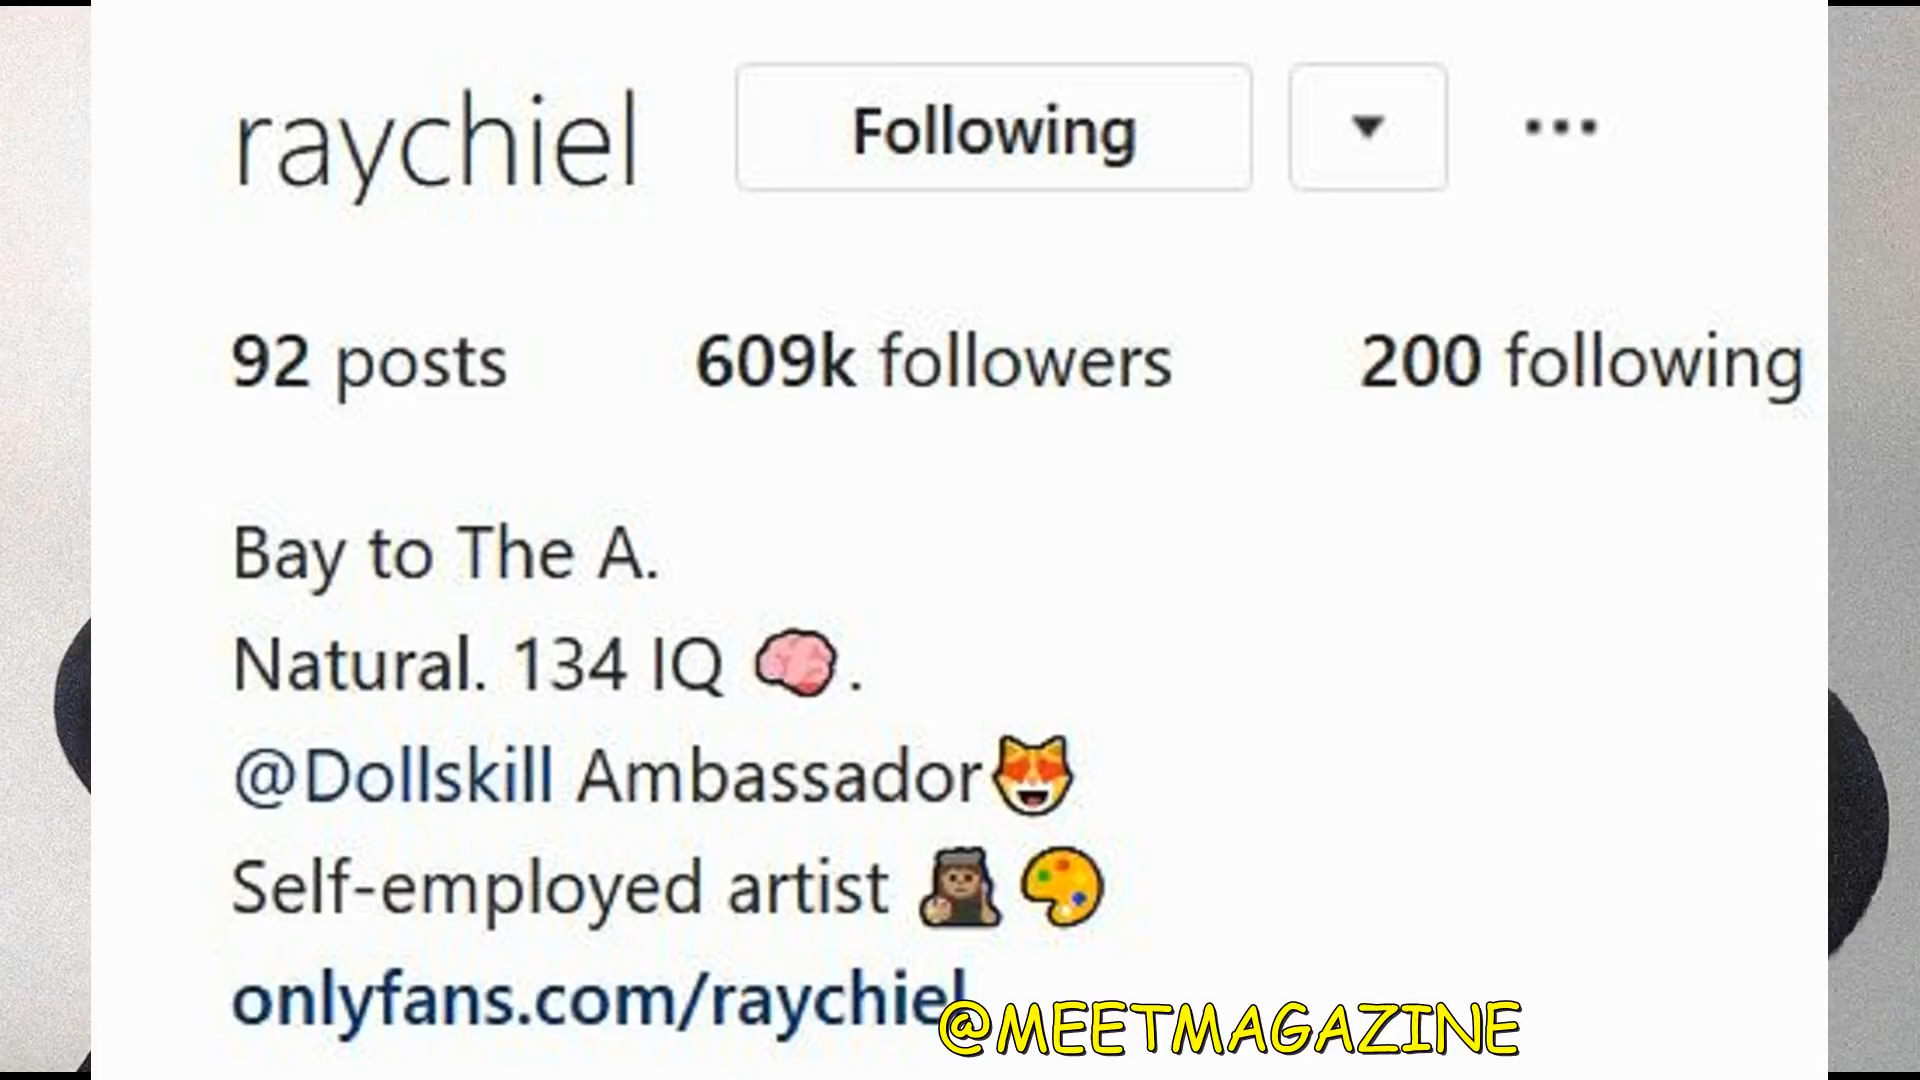 raychiel Following
92 posts 609k followers 200 following
Bay to The A.
Natural. 134 IQ 🧠.
@Dollskill Ambassador😻
Self-employed artist 🎨
onlyfans.com/raychiel
@MEETMAGAZINE